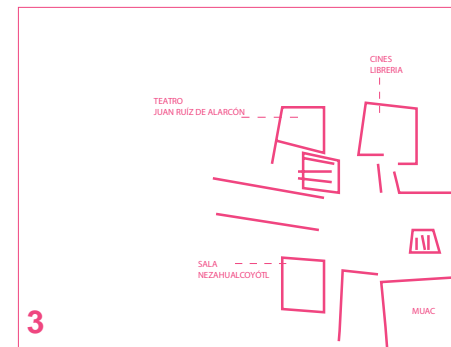 CINES
LIBRERIA
TEATRO
JUAN RUÍZ DE ALARCÓN
SALA
NEZAHUALCOYÓTL
MUAC
3